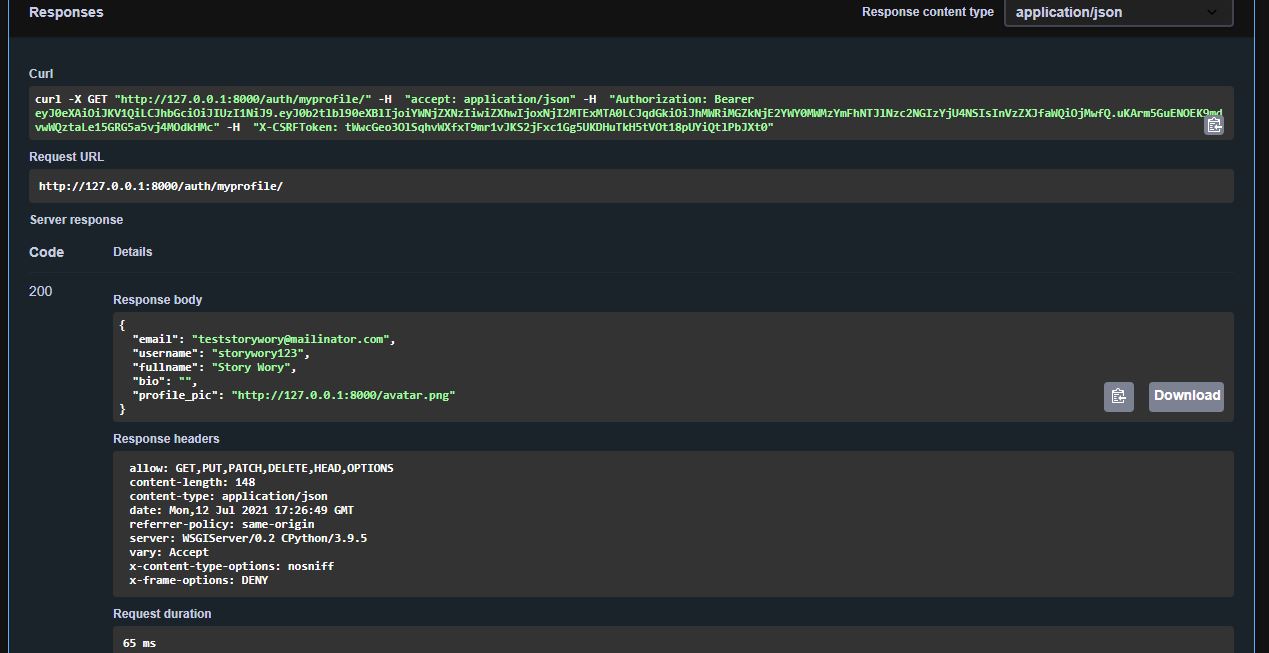 Responses
Response content type
application/json
Curl
curl -X GET "http://127.0.0.1:8000/auth/myprofile/" -H  "accept: application/json" -H  "Authorization: Bearer
eyJ0eXAiOiJKV1QiLCJhbGciOiJIUzI1NiJ9.eyJ0b2tlbl90eXBlIjoiYWNjZXNzIiwiZXhwIjoxNjI2MTExMTA0LCJqdGkiOiJhMWRiMGZkNjE2YWY0MWMzYmFhNTJlNzc2NGIzYjU4NSIsInVzZXJfaWQiOjMwfQ.uKArm5GuENOEK9md
vwWQztaLe15GRG5a5vj4MOdkHMc" -H  "X-CSRFToken: tWwcGeo3OlSqhvWXfxT9mr1vJKS2jFxc1Gg5UKDHuTkH5tVOt18pUYiQtlPbJXt0"
Request URL
http://127.0.0.1:8000/auth/myprofile/
Server response
Code Details
200
Response body
{
  "email": "teststorywory@mailinator.com",
  "username": "storywory123",
  "fullname": "Story Wory",
  "bio": "",
  "profile_pic": "http://127.0.0.1:8000/avatar.png"
}
Download
Response headers
allow: GET,PUT,PATCH,DELETE,HEAD,OPTIONS
content-length: 148
content-type: application/json
date: Mon,12 Jul 2021 17:26:49 GMT
referrer-policy: same-origin
server: WSGIServer/0.2 CPython/3.9.5
vary: Accept
x-content-type-options: nosniff
x-frame-options: DENY
Request duration
65 ms